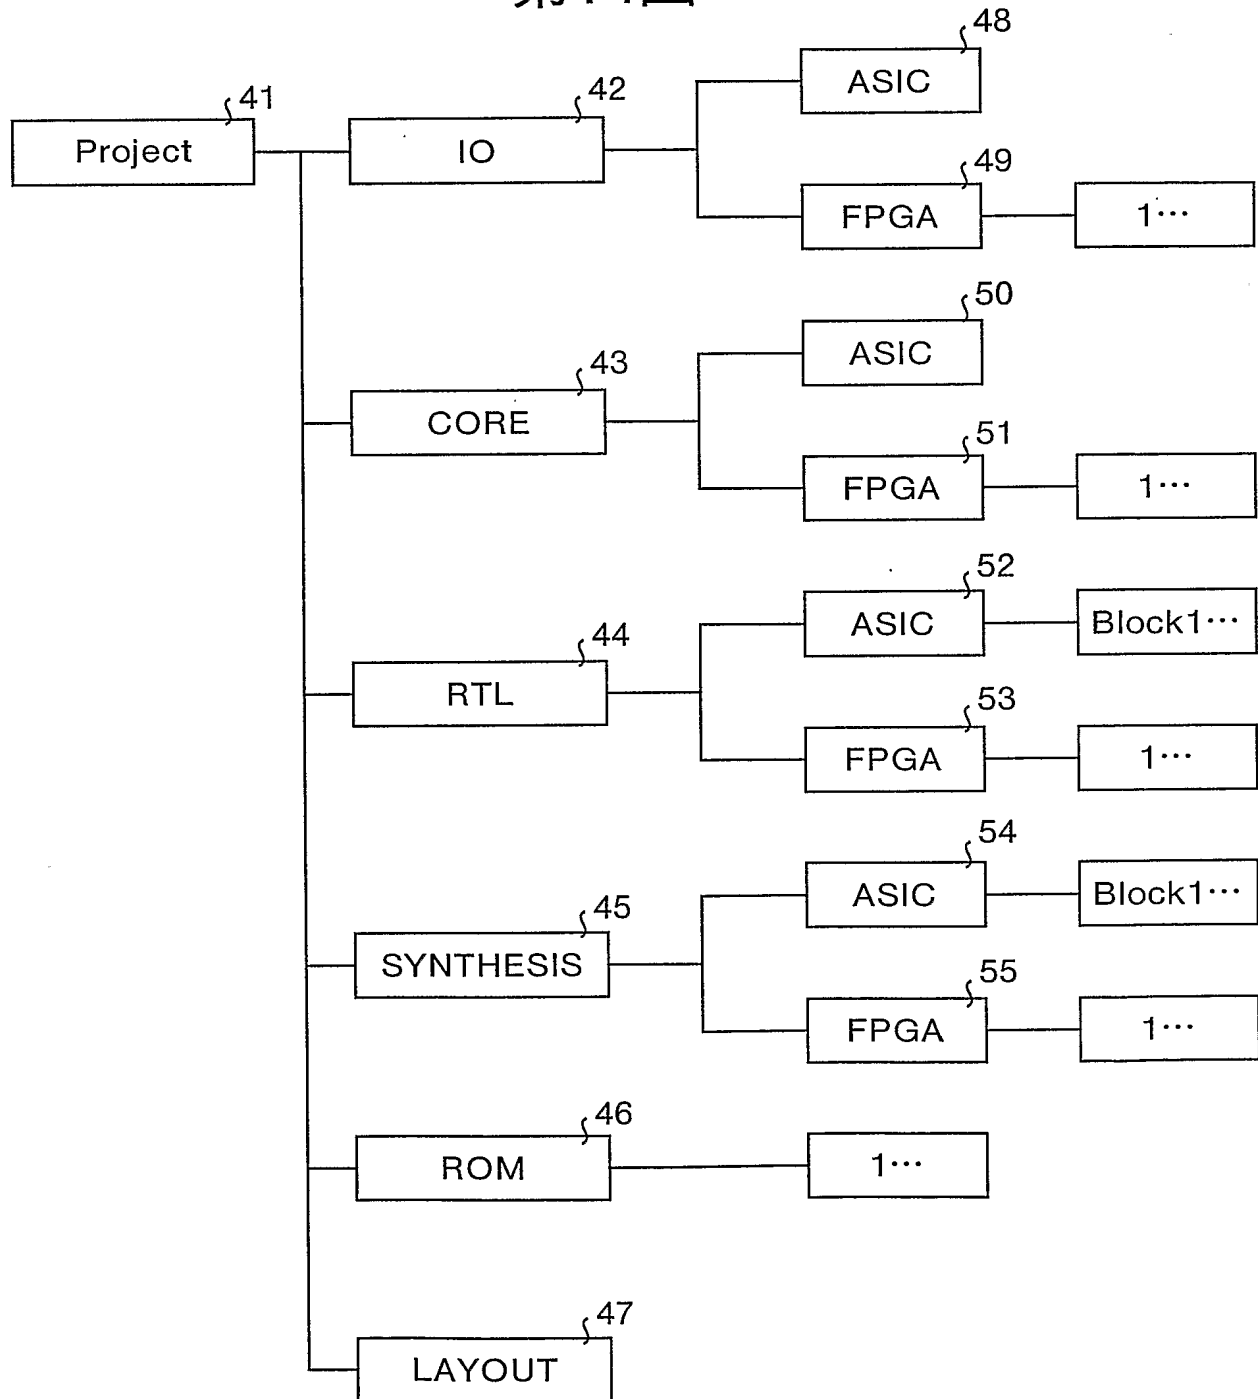 48
ASIC
41
42
Project
IO
49
FPGA
1…
50
ASIC
43
CORE
51
FPGA
1…
52
ASIC
Block1…
44
RTL
53
FPGA
1…
54
ASIC
Block1…
45
SYNTHESIS
55
FPGA
1…
46
ROM
1…
47
LAYOUT